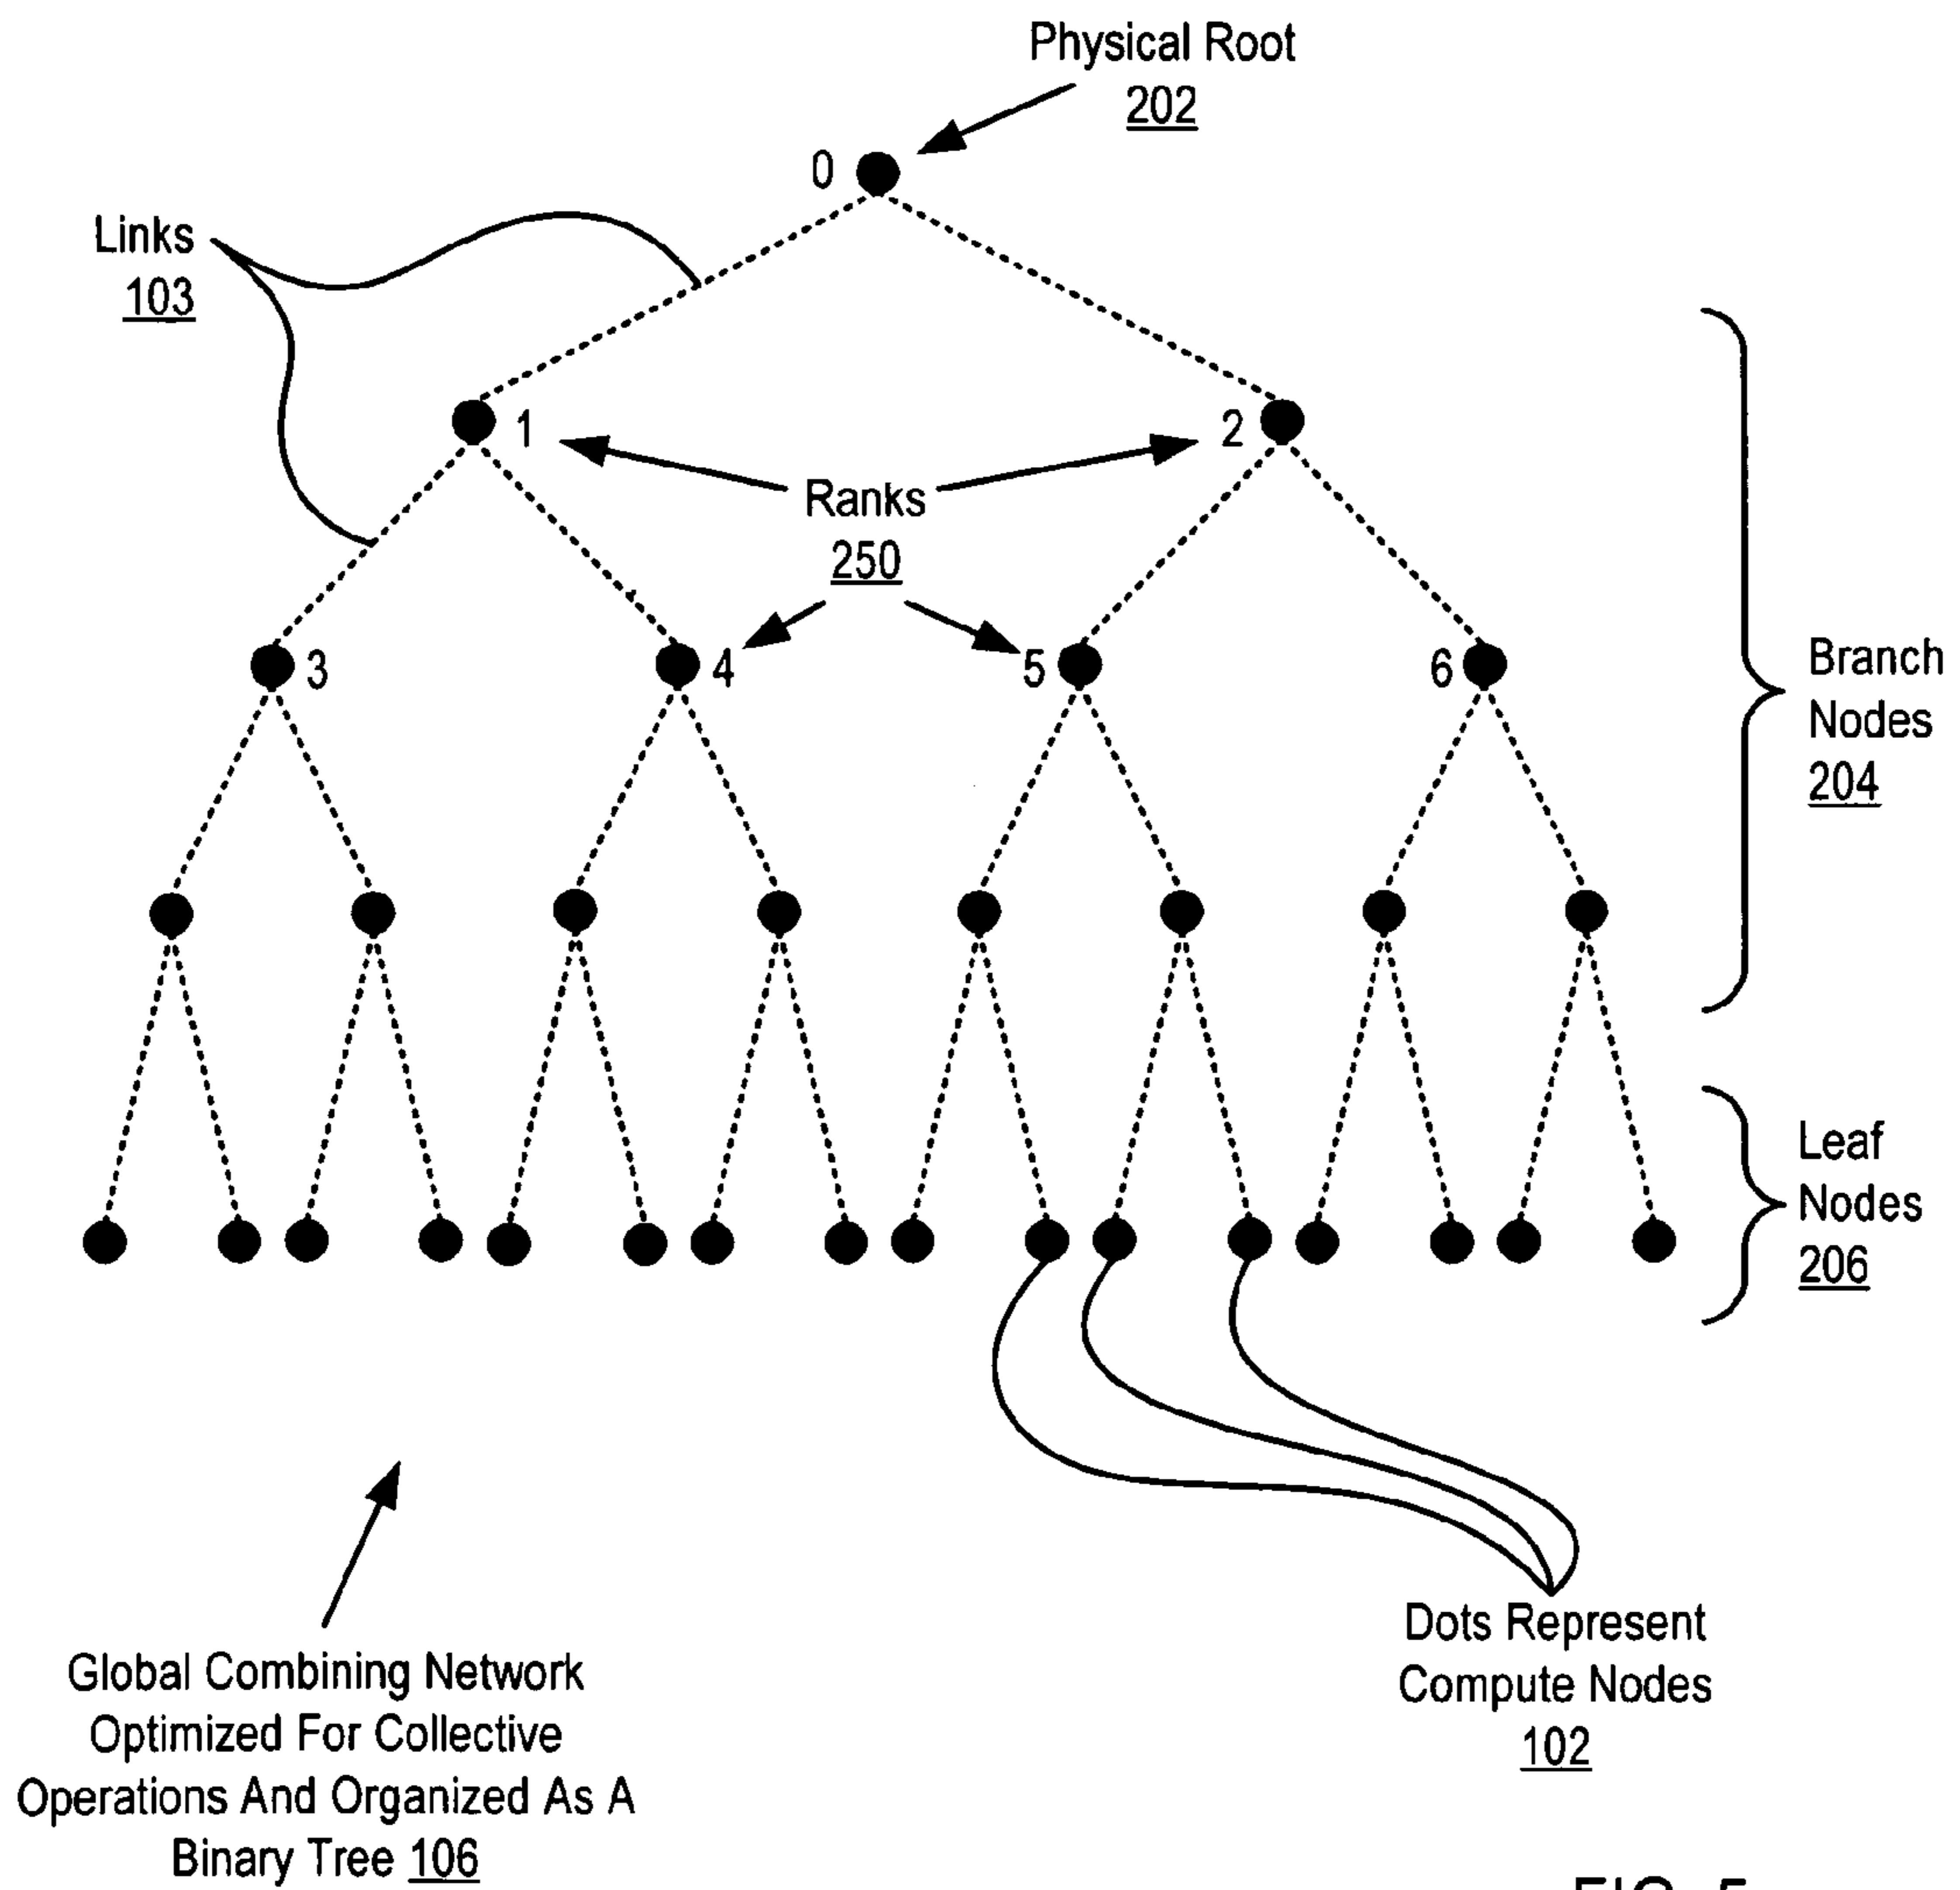 Physical Root
202
0
Links
103
1
2
Ranks
250
3
4
5
6
Branch
Nodes
204
Leaf
Nodes
206
Dots Represent
Compute Nodes
102
Global Combining Network
Optimized For Collective
Operations And Organized As A
Binary Tree 106